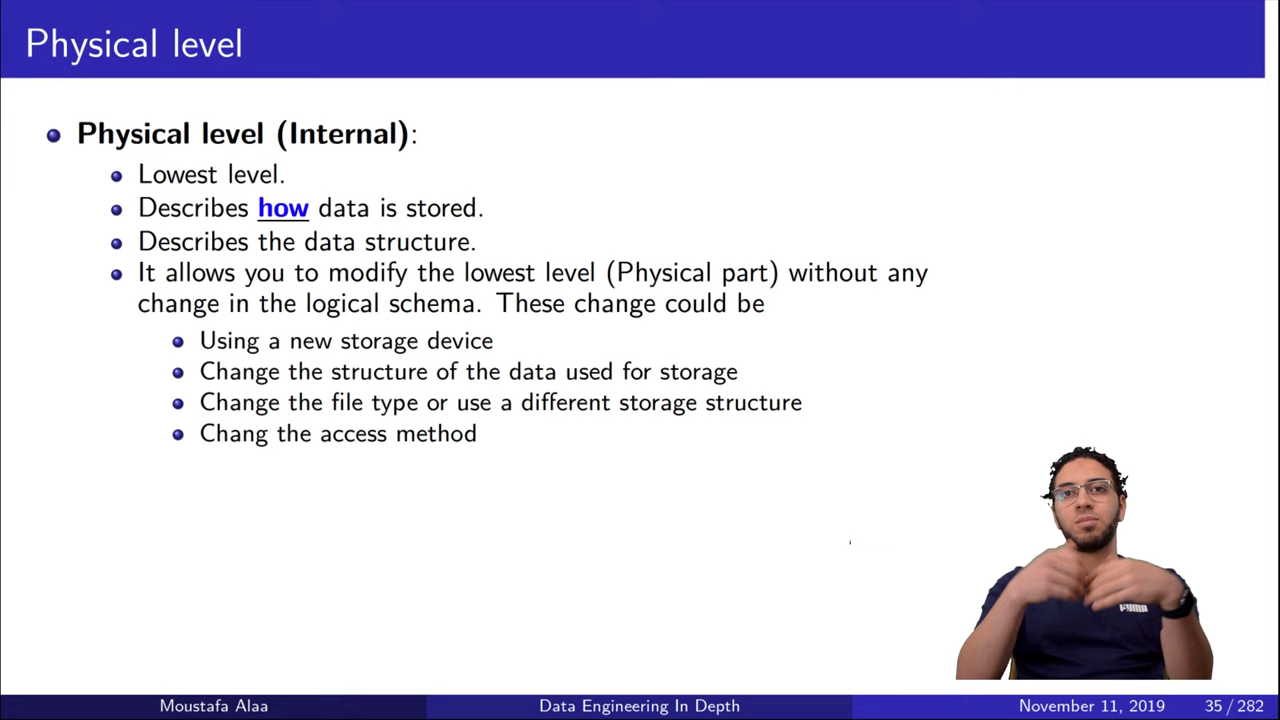 Physical level
Physical level (Internal):
Lowest level.
Describes how data is stored.
Describes the data structure.
It allows you to modify the lowest level (Physical part) without any
change in the logical schema. These change could be
Using a new storage device
Change the structure of the data used for storage
Change the file type or use a different storage structure
Chang the access method
PUMA
Moustafa Alaa
Data Engineering In Depth
November 11, 2019
35 / 282